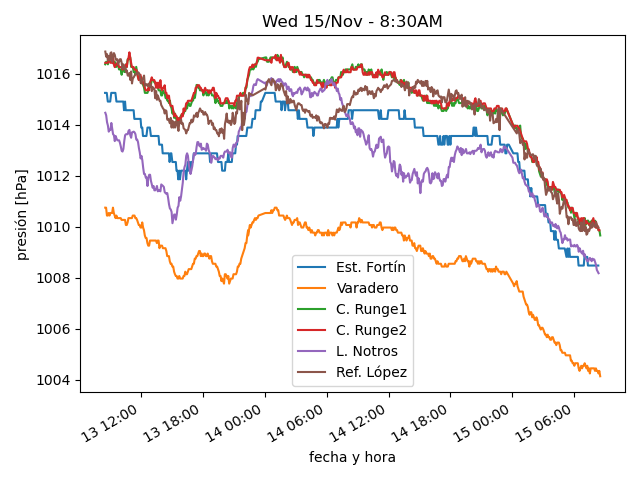 Wed 15/Nov - 8:30AM
presión [hPa]
1016
1014
1012
1010
1008
1006
1004
Est. Fortín
Varadero
C. Runge1
C. Runge2
L. Notros
Ref. López
13 12:00
13 18:00
14 00:00
14 06:00
14 12:00
14 18:00
15 00:00
15 06:00
fecha y hora